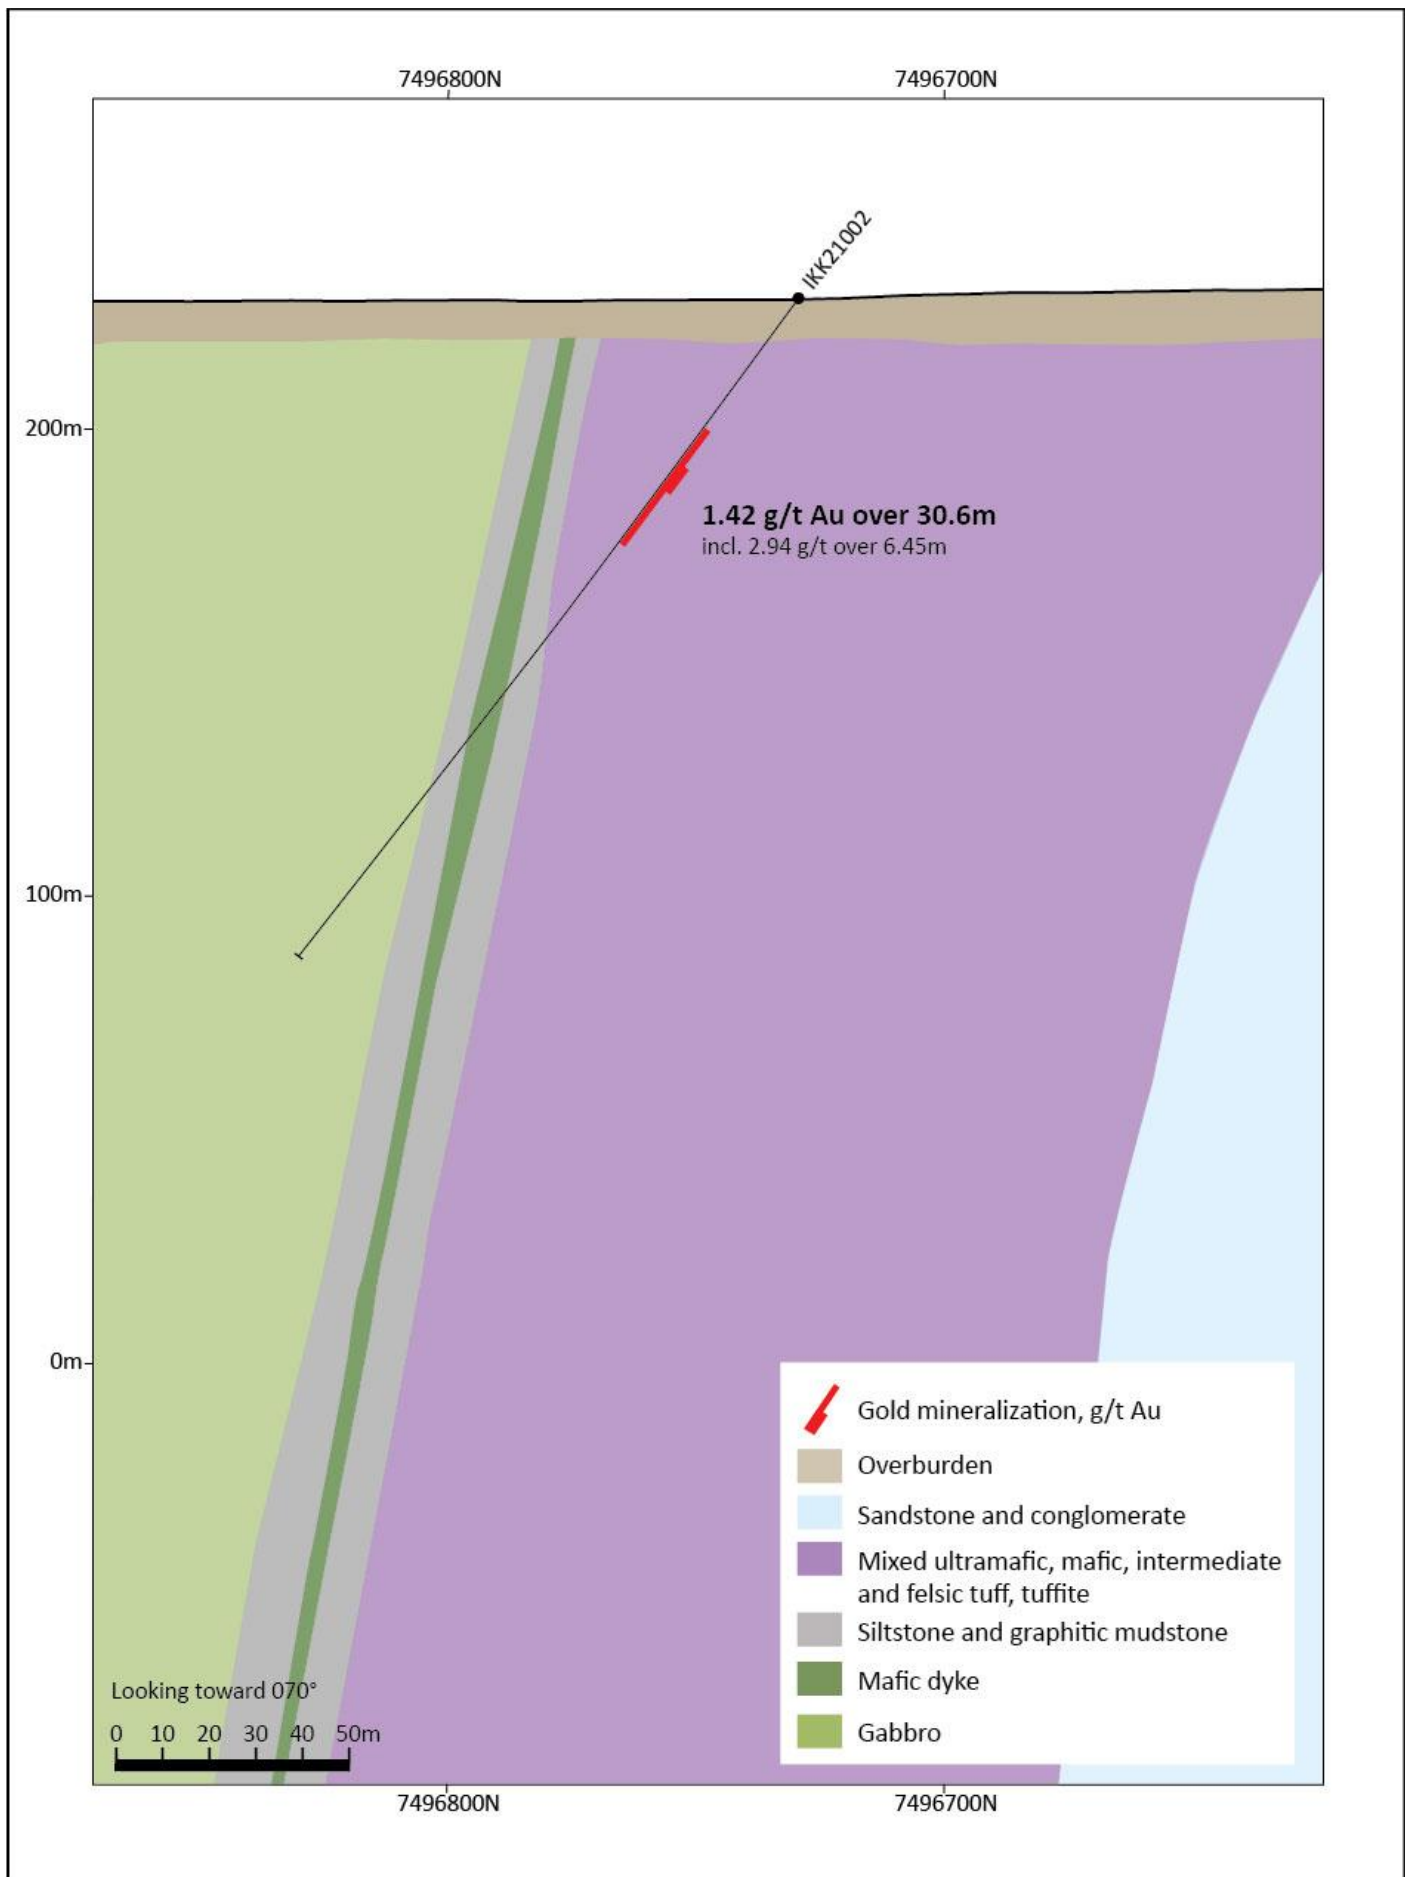 7496800N 7496700N
IKK21002
200m
1.42 g/t Au over 30.6m
incl. 2.94 g/t over 6.45m
100m
0m
Gold mineralization, g/t Au
Overburden
Sandstone and conglomerate
Mixed ultramafic, mafic, intermediate
and felsic tuff, tuffite
Siltstone and graphitic mudstone
Mafic dyke
Gabbro
Looking toward 070°
0 10 20 30 40 50m
7496800N 7496700N